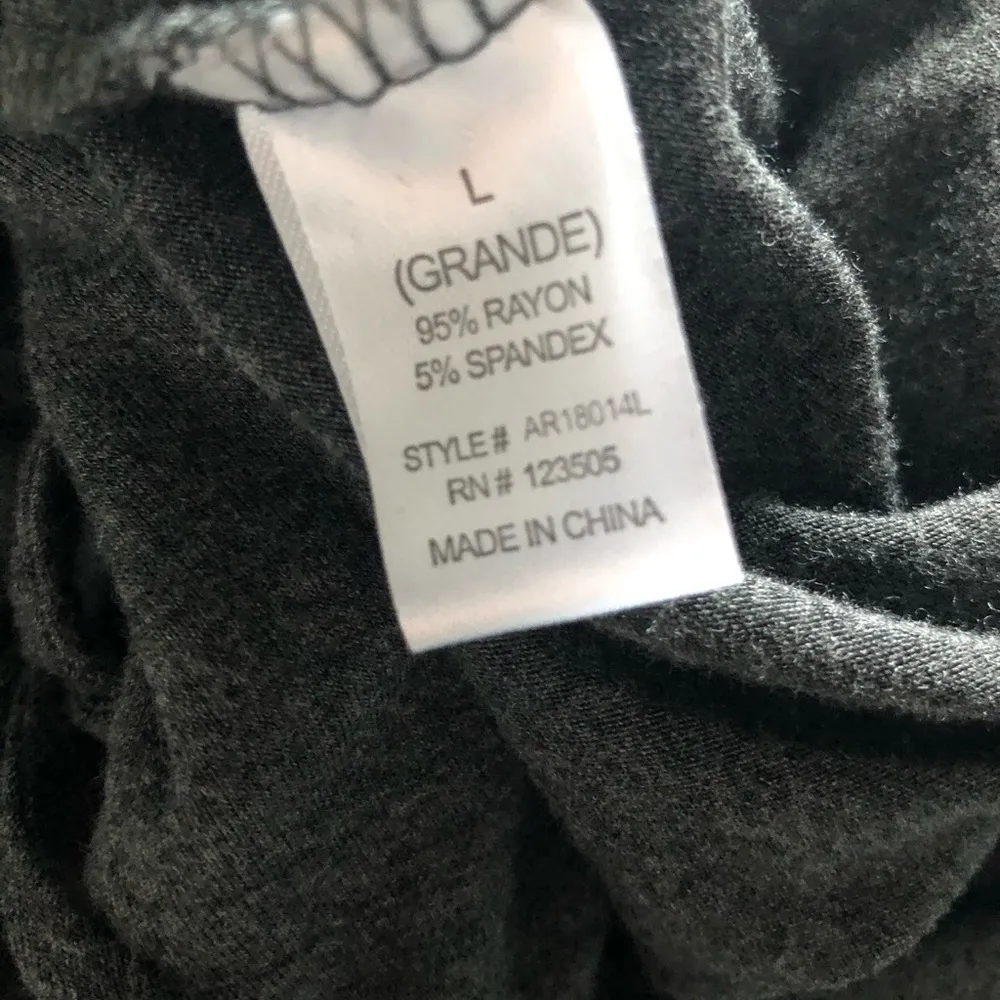 L
(GRANDE)
95% RAYON
5% SPANDEX
STYLE# AR18014L
RN# 123505
MADE IN CHINA